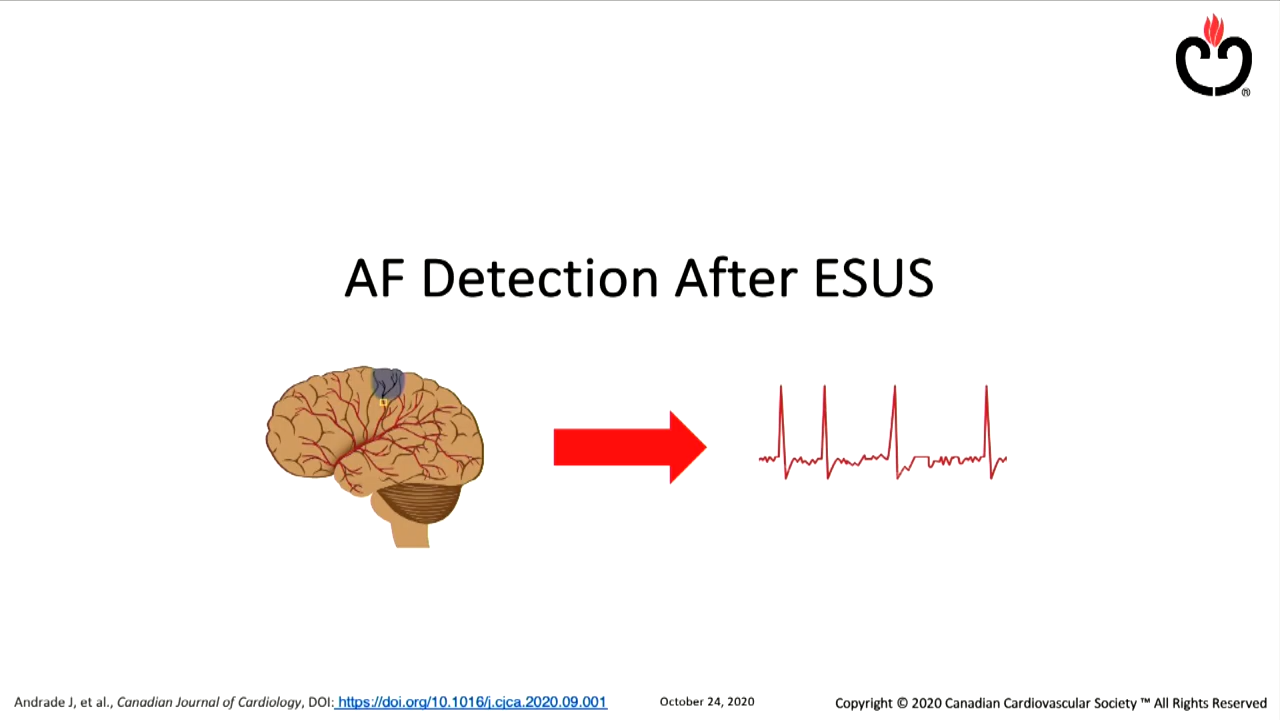 ®
AF Detection After ESUS
Andrade J, et al., Canadian Journal of Cardiology, DOI: https://doi.org/10.1016/j.cjca.2020.09.001
October 24, 2020
Copyright © 2020 Canadian Cardiovascular Society ™ All Rights Reserved